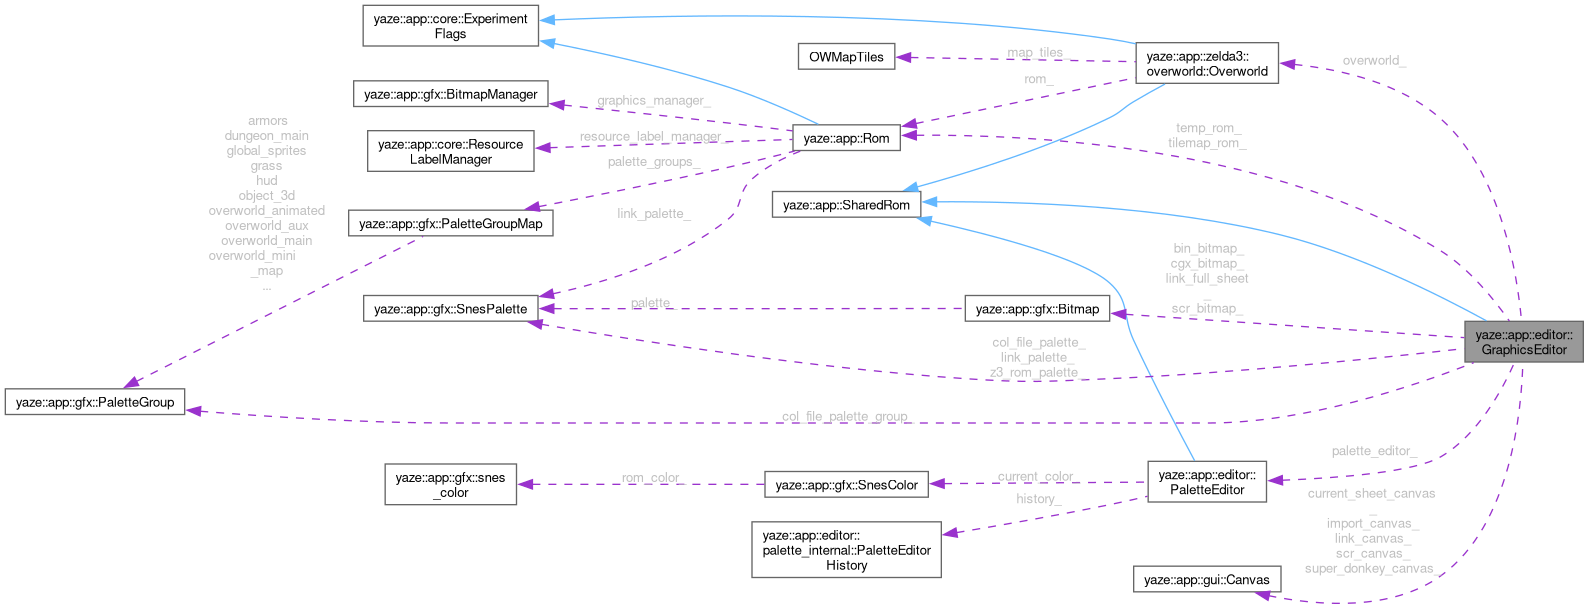 yaze::app::core::Experiment
Flags
OWMapTiles
map_tiles_
yaze::app::zelda3::
overworld::Overworld
overworld_
rom_
yaze::app::gfx::BitmapManager
graphics_manager_
armors
dungeon_main
global_sprites
grass
hud
object_3d
overworld_animated
overworld_aux
overworld_main
overworld_mini
_map
...
yaze::app::core::Resource
LabelManager
resource_label_manager_
yaze::app::Rom
temp_rom_
tilemap_rom_
palette_groups_
yaze::app::SharedRom
yaze::app::gfx::PaletteGroupMap
link_palette_
bin_bitmap_
cgx_bitmap_
link_full_sheet
_
scr_bitmap_
yaze::app::gfx::SnesPalette
palette_
yaze::app::gfx::Bitmap
yaze::app::editor::
GraphicsEditor
col_file_palette_
link_palette_
z3_rom_palette_
yaze::app::gfx::PaletteGroup
col_file_palette_group_
palette_editor_
yaze::app::gfx::snes
_color
rom_color_
yaze::app::gfx::SnesColor
current_color_
yaze::app::editor::
PaletteEditor
history_
current_sheet_canvas
_
import_canvas_
link_canvas_
scr_canvas_
super_donkey_canvas_
yaze::app::editor::
palette_internal::PaletteEditor
History
yaze::app::gui::Canvas